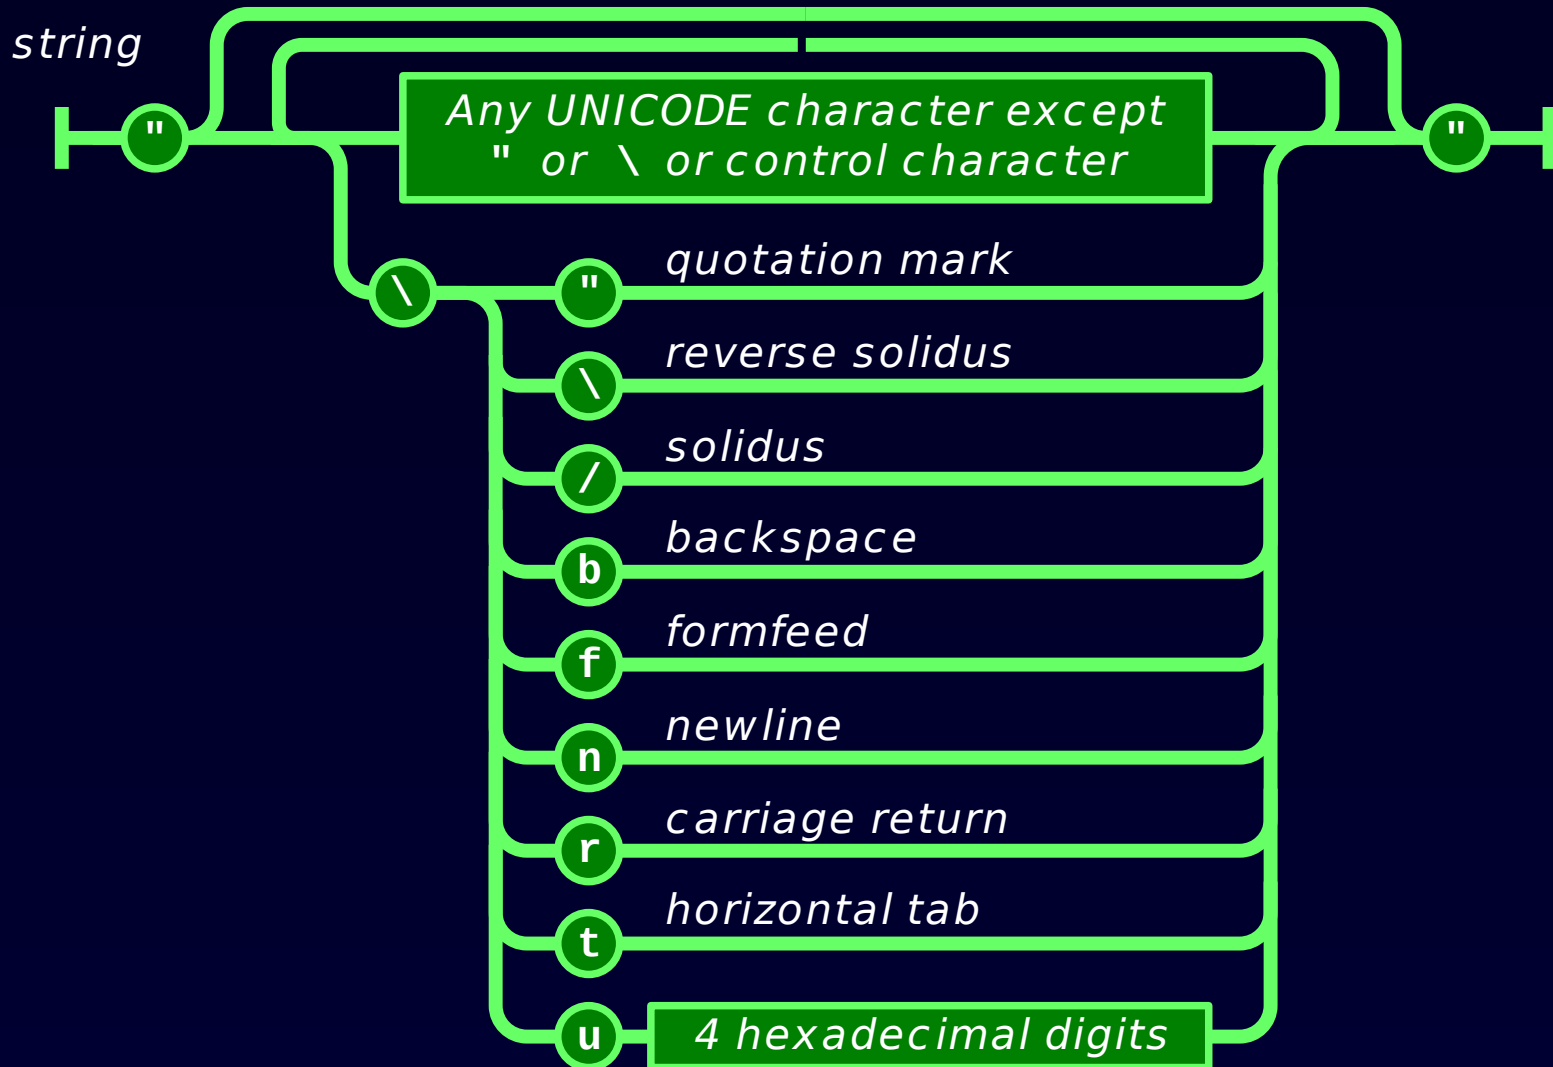 string
"
Any UNICODE character except
" or \ or control character
"
\
" quotation mark
\ reverse solidus
/ solidus
b backspace
f formfeed
n newline
r carriage return
t horizontal tab
u 4 hexadecimal digits